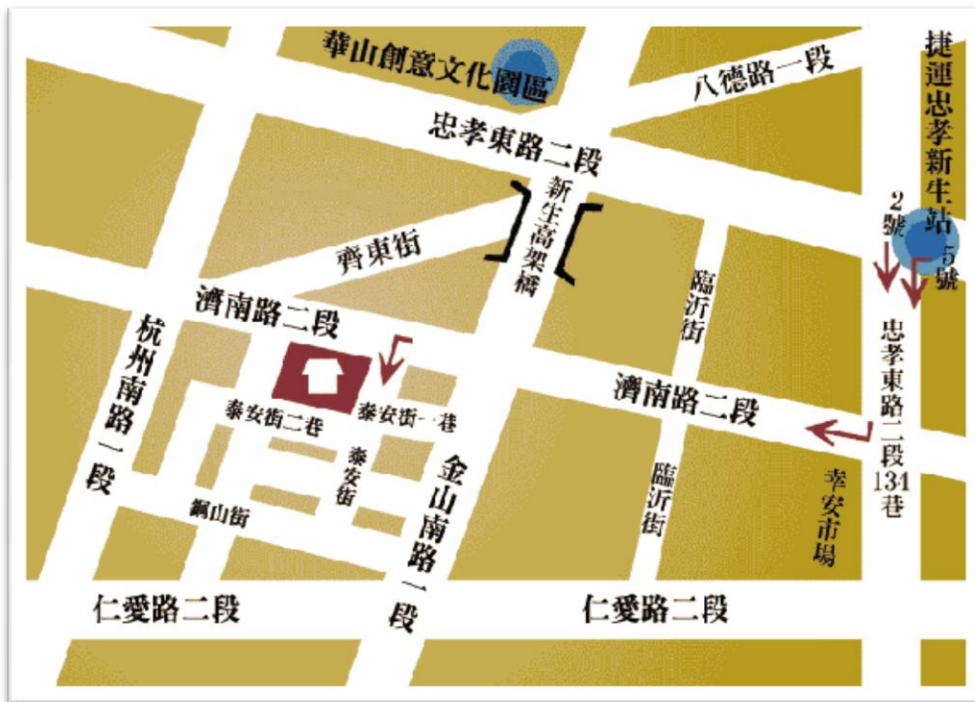 華山創意文化園區
八德路一段
捷運忠孝新生站
忠孝東路二段
2號
5號
新生高架橋
齊東街
臨沂街
濟南路二段
杭州南路一段
忠孝東路二段134巷
濟南路二段
泰安街二巷
泰安街一巷
泰安街
金山南路一段
臨沂街
幸安市場
銅山街
仁愛路二段
仁愛路二段